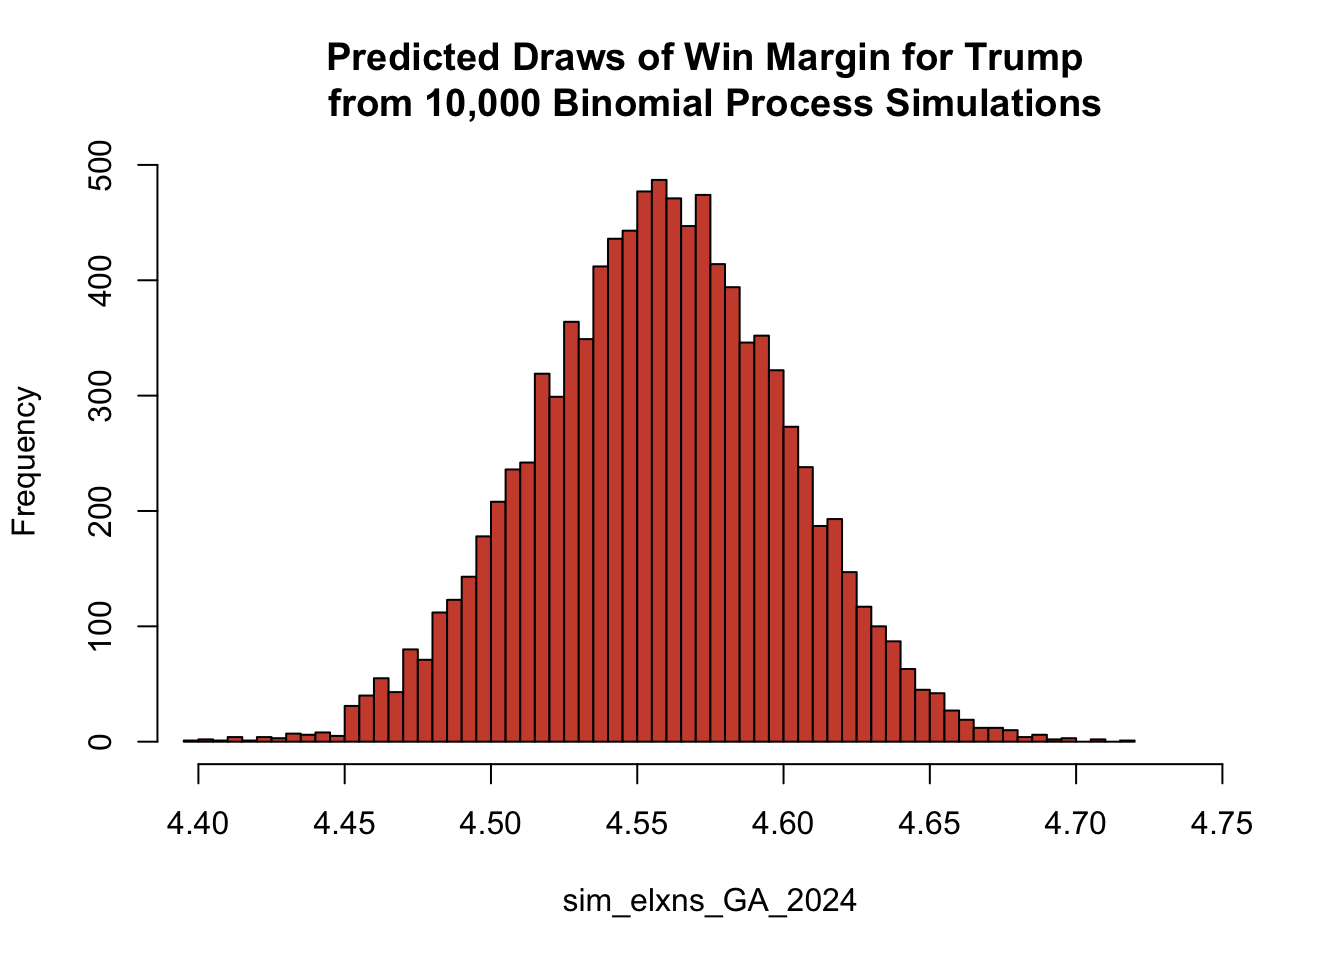 Predicted Draws of Win Margin for Trump
from 10,000 Binomial Process Simulations
Frequency
500
400
300
200
100
0
4.40 4.45 4.50 4.55 4.60 4.65 4.70 4.75
sim_elxns_GA_2024